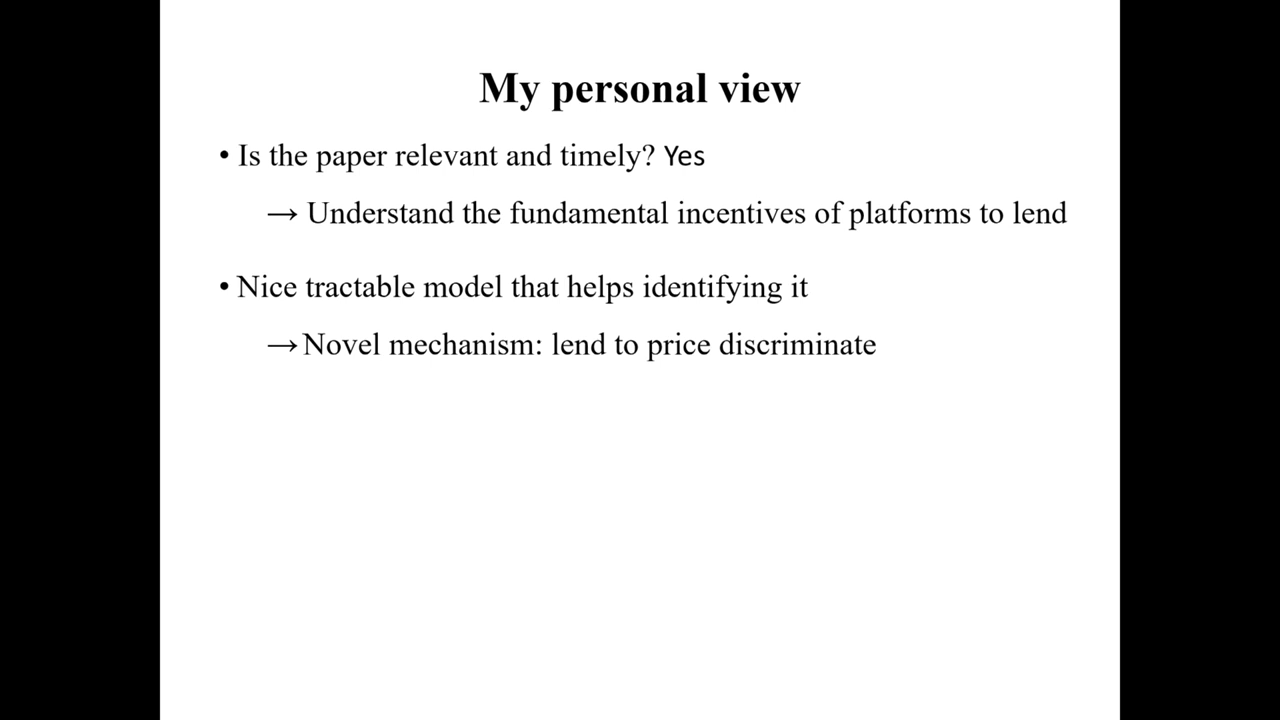 My personal view
• Is the paper relevant and timely? Yes
→ Understand the fundamental incentives of platforms to lend
• Nice tractable model that helps identifying it
→ Novel mechanism: lend to price discriminate